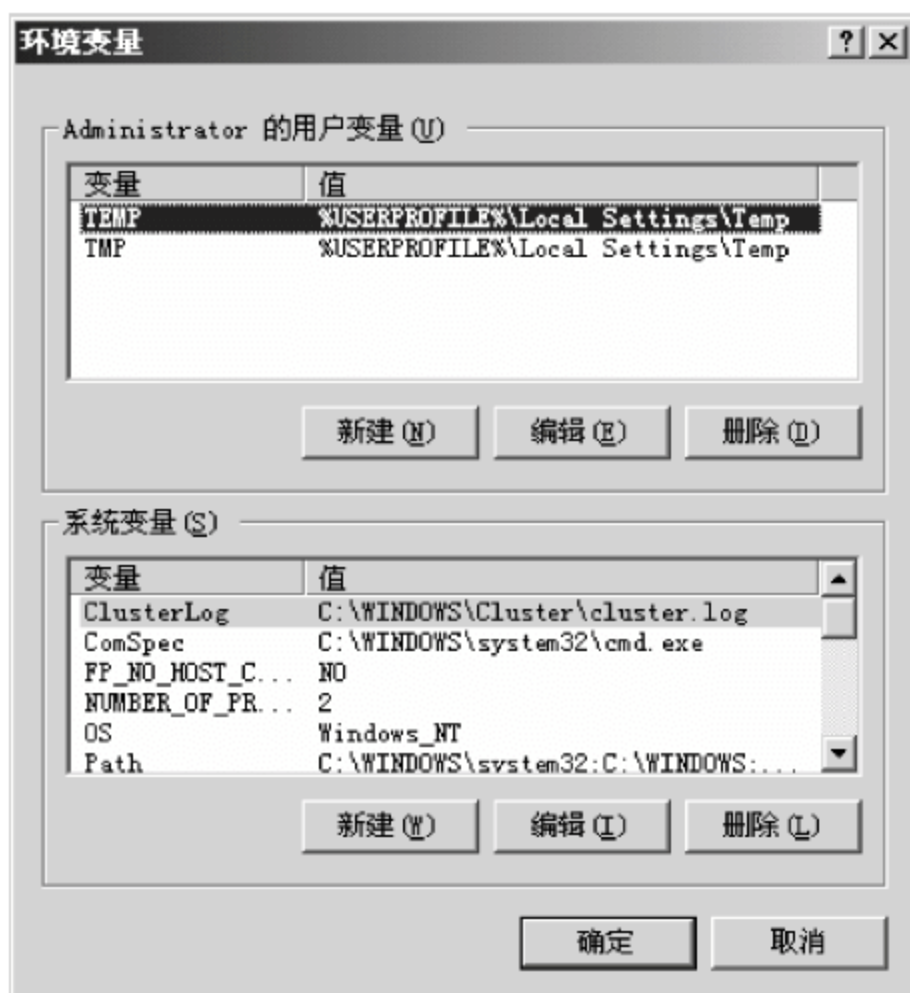 环境变量
Administrator 的用户变量(U)
变量 值
TEMP %USERPROFILE%\Local Settings\Temp
TMP %USERPROFILE%\Local Settings\Temp
新建(N) 编辑(E) 删除(D)
系统变量(S)
变量 值
ClusterLog C:\WINDOWS\Cluster\cluster.log
ComSpec C:\WINDOWS\system32\cmd.exe
FP_NO_HOST_C... NO
NUMBER_OF_PR... 2
OS Windows_NT
Path C:\WINDOWS\system32;C:\WINDOWS;...
新建(W) 编辑(I) 删除(L)
确定 取消